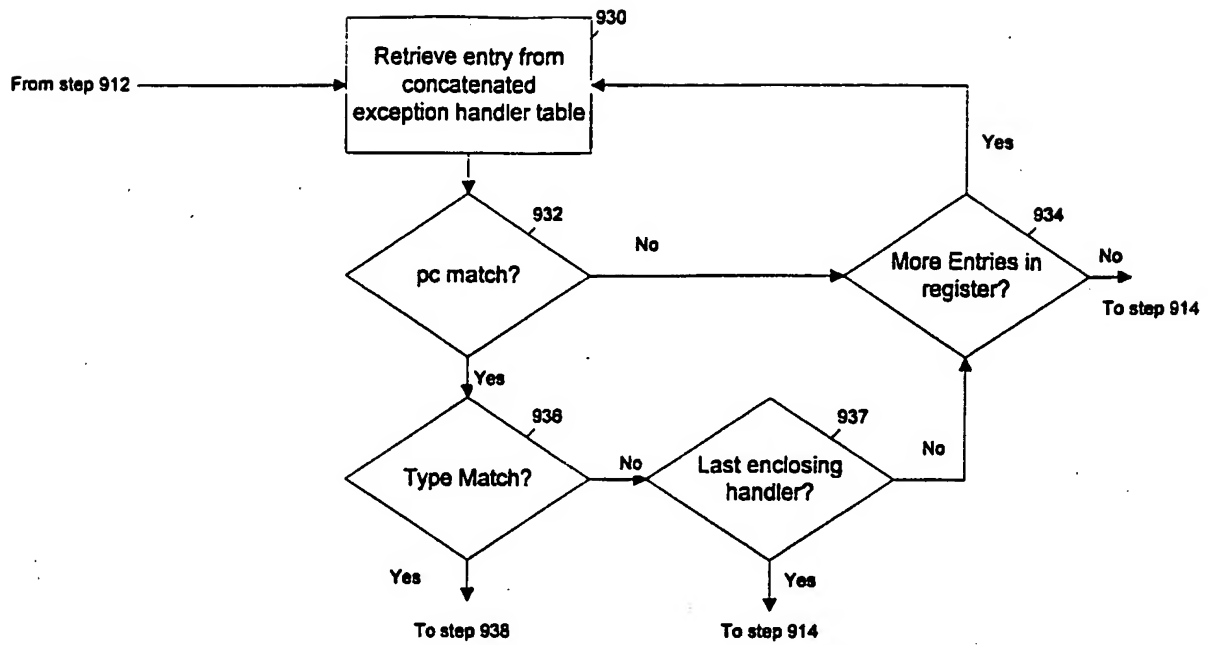 930
Retrieve entry from
concatenated
exception handler table
From step 912
Yes
932
934
No
pc match?
More Entries in
register?
No
To step 914
Yes
936
937
Type Match?
No
Last enclosing
handler?
No
Yes
Yes
To step 938
To step 914